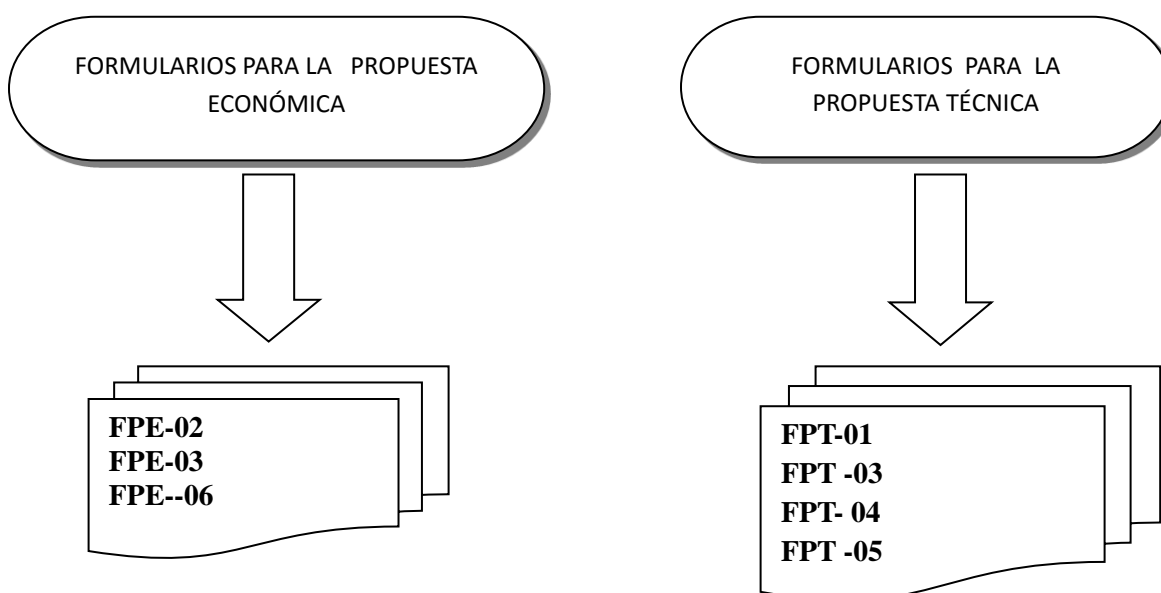 FORMULARIOS PARA LA PROPUESTA
ECONÓMICA
FPE-02
FPE-03
FPE--06
FORMULARIOS PARA LA
PROPUESTA TÉCNICA
FPT-01
FPT -03
FPT- 04
FPT -05